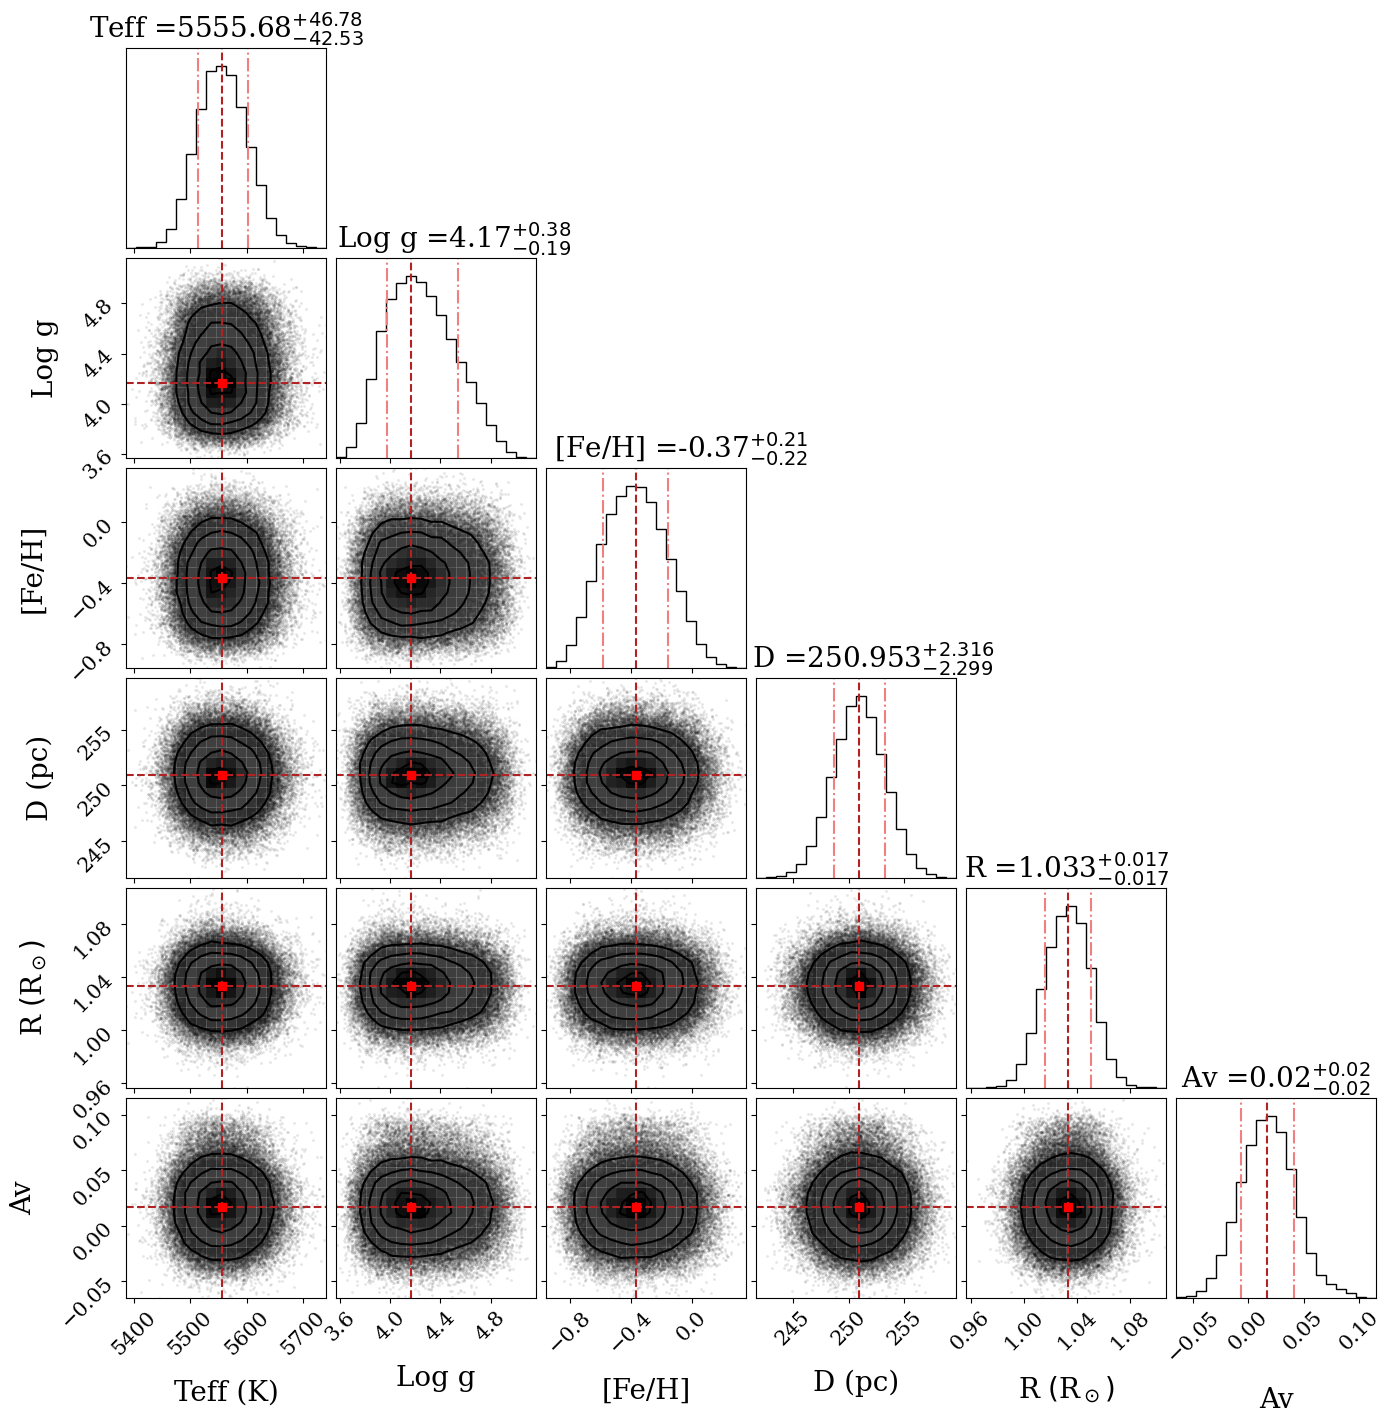 Teff =5555.68+46.78−42.53
Log g =4.17+0.38−0.19
4.8
4.4
4.0
3.6
Log g
[Fe/H] =-0.37+0.21−0.22
0.0
−0.4
−0.8
[Fe/H]
D =250.953+2.316−2.299
255
250
245
D (pc)
R =1.033+0.017−0.017
1.08
1.04
1.00
0.96
R (R⊙)
Av =0.02+0.02−0.02
0.10
0.05
0.00
−0.05
Av
5400 5500 5600 5700 3.6 4.0 4.4 4.8 −0.8 −0.4 0.0 245 250 255 0.96 1.00 1.04 1.08 −0.05 0.00 0.05 0.10
Teff (K) Log g [Fe/H] D (pc) R (R⊙) Av